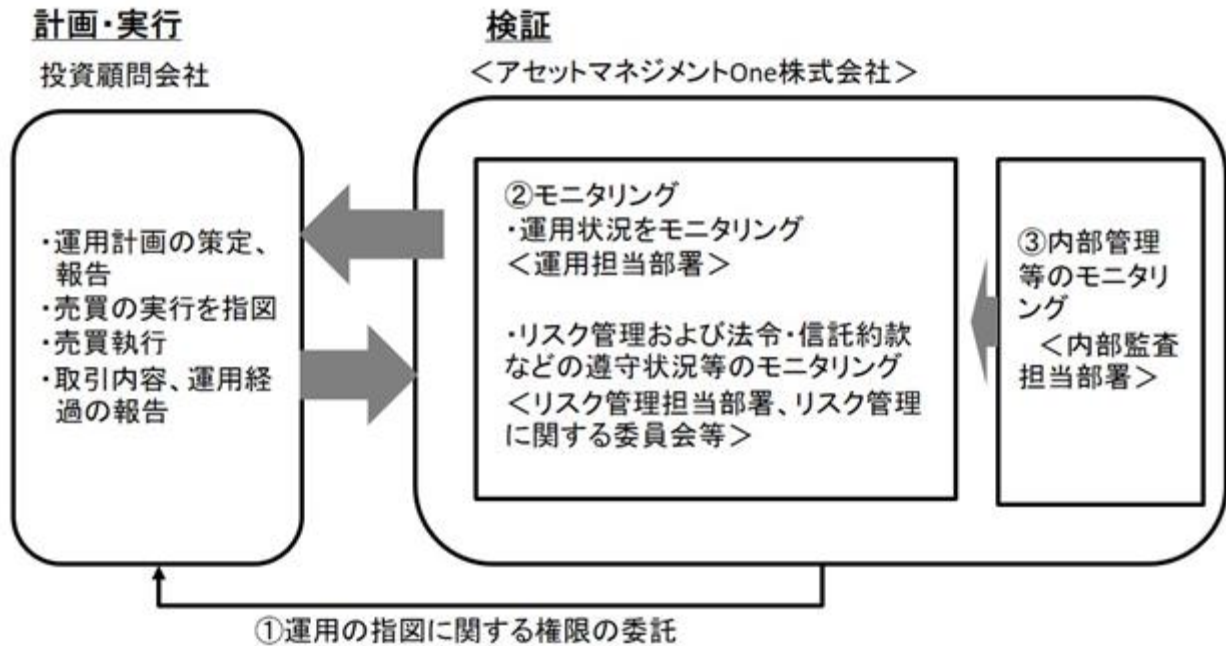 計画・実行
投資顧問会社
・運用計画の策定、
報告
・売買の実行を指図
・売買執行
・取引内容、運用経
過の報告
検証
＜アセットマネジメントOne株式会社＞
②モニタリング
・運用状況をモニタリング
＜運用担当部署＞
・リスク管理および法令・信託約款
などの遵守状況等のモニタリング
＜リスク管理担当部署、リスク管理
に関する委員会等＞
③内部管理
等のモニタリ
ング
＜内部監査
担当部署＞
①運用の指図に関する権限の委託